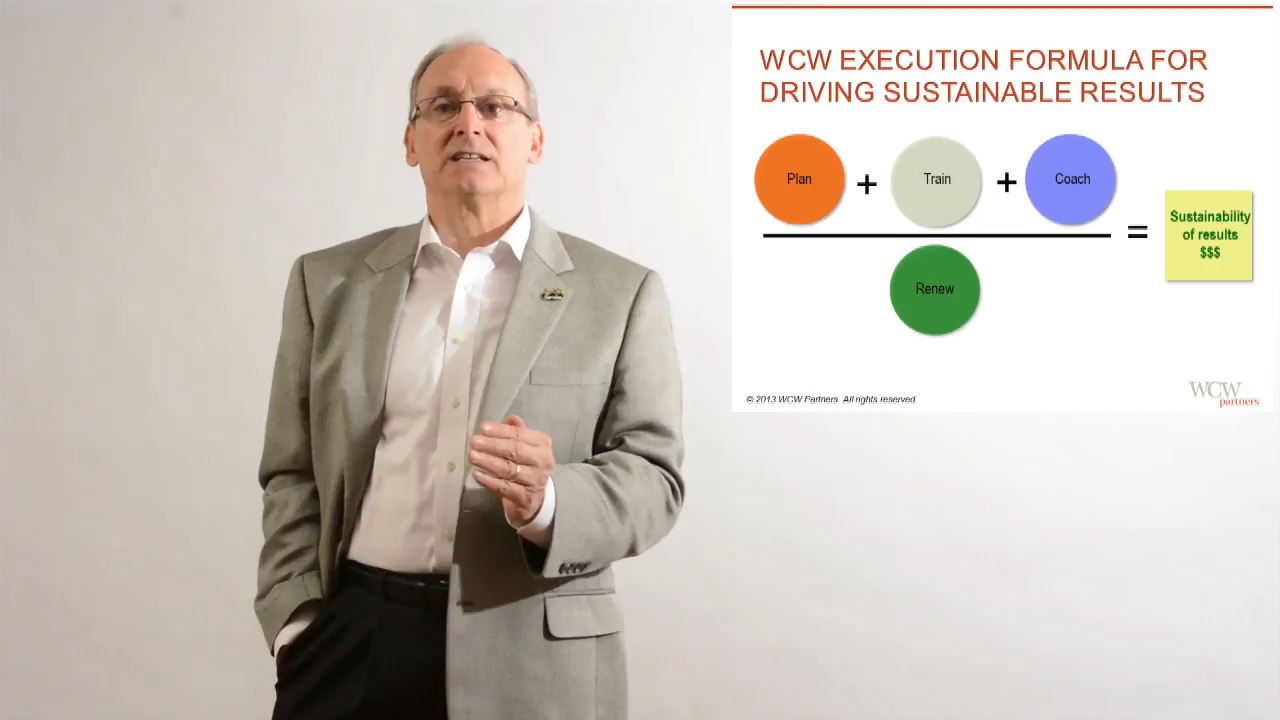 WCW EXECUTION FORMULA FOR
DRIVING SUSTAINABLE RESULTS
Plan + Train + Coach
Renew
=
Sustainability
of results
$$$
© 2013 WCW Partners. All rights reserved
WCW
partners